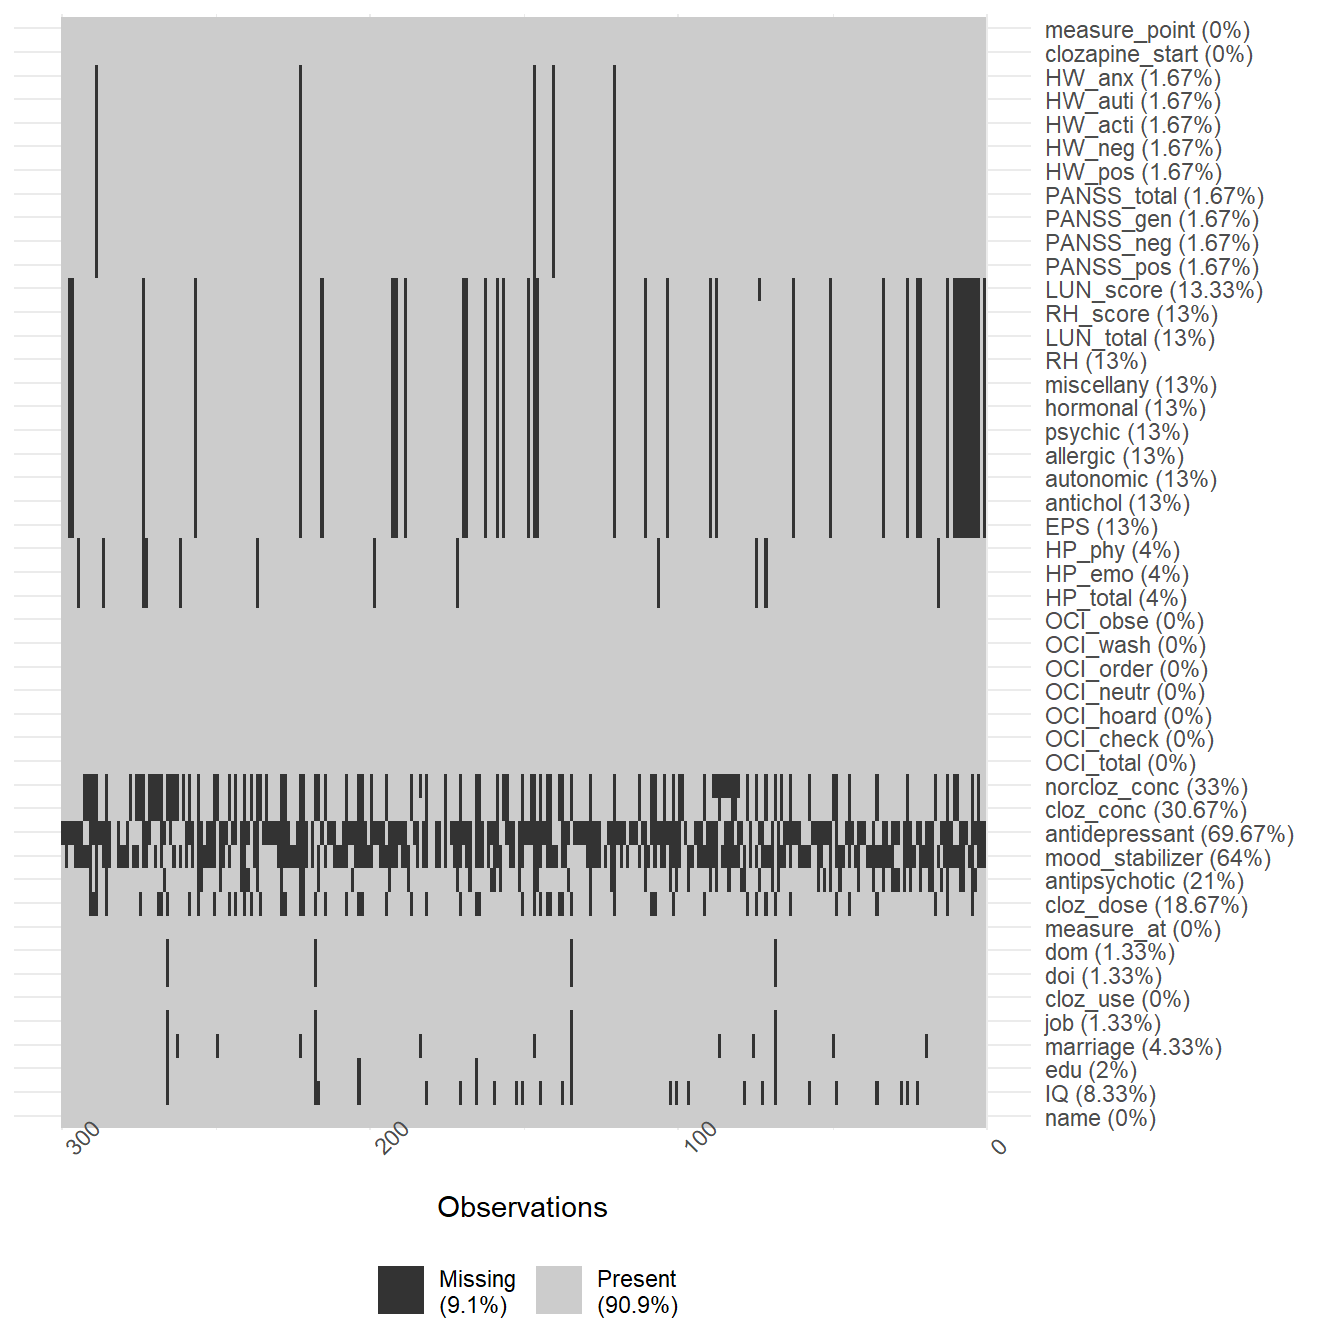 measure_point (0%)
clozapine_start (0%)
HW_anx (1.67%)
HW_auti (1.67%)
HW_acti (1.67%)
HW_neg (1.67%)
HW_pos (1.67%)
PANSS_total (1.67%)
PANSS_gen (1.67%)
PANSS_neg (1.67%)
PANSS_pos (1.67%)
LUN_score (13.33%)
RH_score (13%)
LUN_total (13%)
RH (13%)
miscellany (13%)
hormonal (13%)
psychic (13%)
allergic (13%)
autonomic (13%)
antichol (13%)
EPS (13%)
HP_phy (4%)
HP_emo (4%)
HP_total (4%)
OCI_obse (0%)
OCI_wash (0%)
OCI_order (0%)
OCI_neutr (0%)
OCI_hoard (0%)
OCI_check (0%)
OCI_total (0%)
norcloz_conc (33%)
cloz_conc (30.67%)
antidepressant (69.67%)
mood_stabilizer (64%)
antipsychotic (21%)
cloz_dose (18.67%)
measure_at (0%)
dom (1.33%)
doi (1.33%)
cloz_use (0%)
job (1.33%)
marriage (4.33%)
edu (2%)
IQ (8.33%)
name (0%)
300
200
100
0
Observations
Missing
(9.1%)
Present
(90.9%)